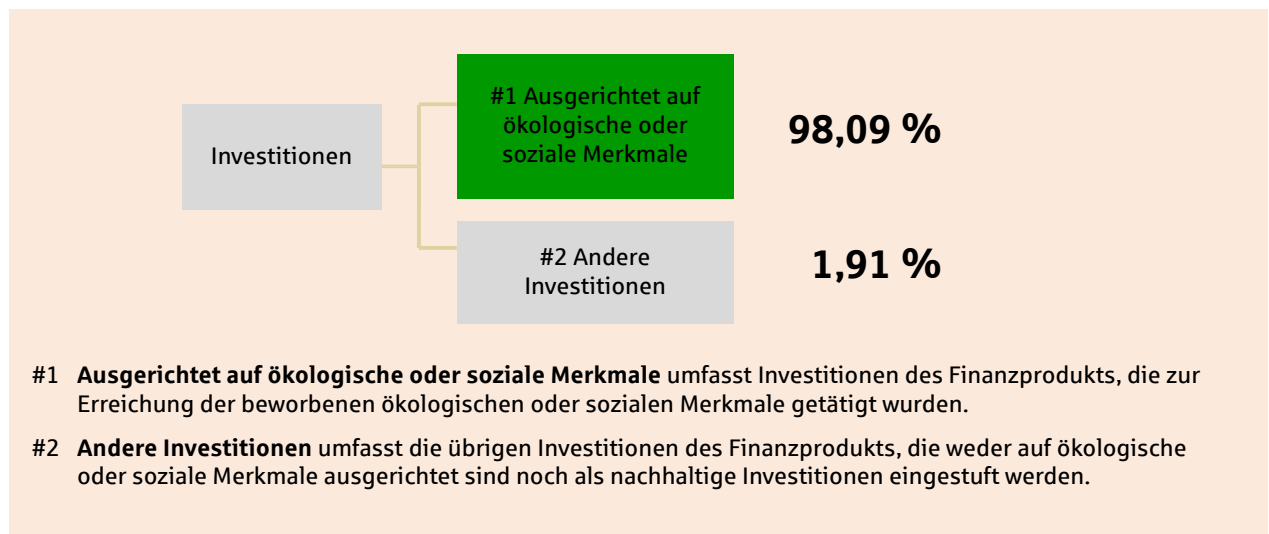 #1 Ausgerichtet auf
ökologische oder
soziale Merkmale
98,09 %
Investitionen
#2 Andere
Investitionen
1,91 %
#1 Ausgerichtet auf ökologische oder soziale Merkmale umfasst Investitionen des Finanzprodukts, die zur
Erreichung der beworbenen ökologischen oder sozialen Merkmale getätigt wurden.
#2 Andere Investitionen umfasst die übrigen Investitionen des Finanzprodukts, die weder auf ökologische
oder soziale Merkmale ausgerichtet sind noch als nachhaltige Investitionen eingestuft werden.